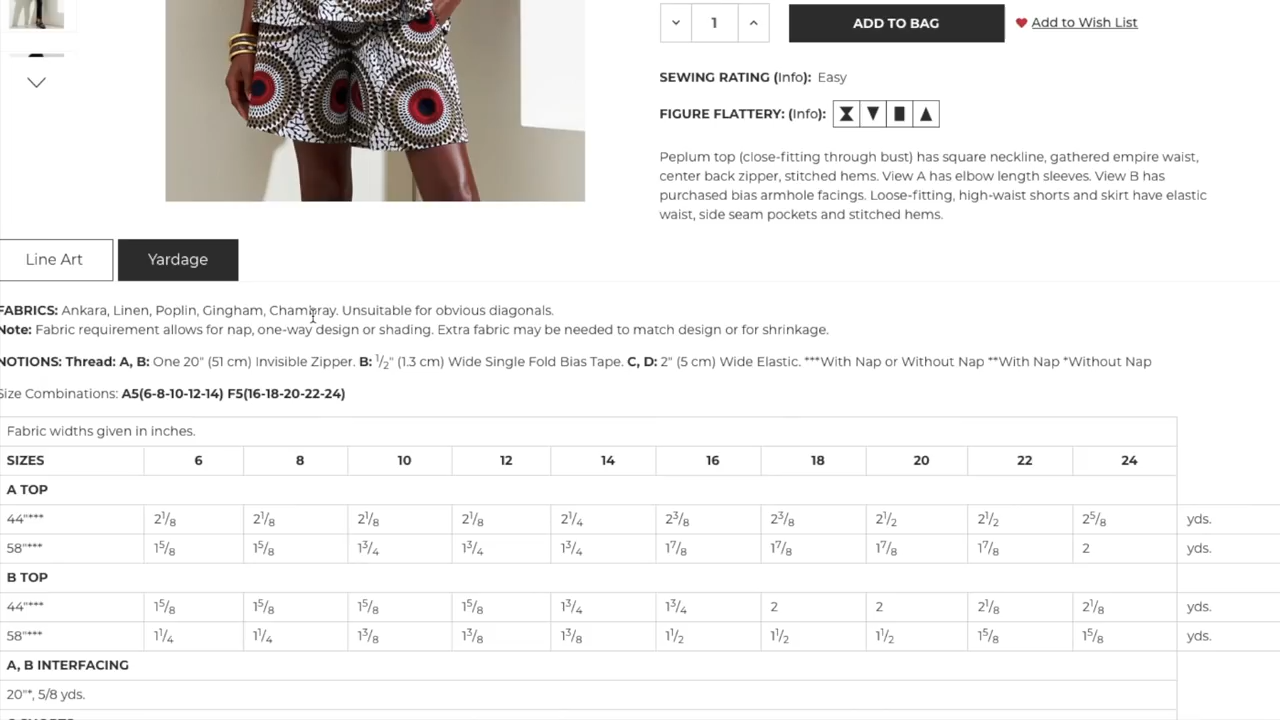 1
ADD TO BAG
Add to Wish List
SEWING RATING (Info): Easy
FIGURE FLATTERY: (Info):
Peplum top (close-fitting through bust) has square neckline, gathered empire waist,
center back zipper, stitched hems. View A has elbow length sleeves. View B has
purchased bias armhole facings. Loose-fitting, high-waist shorts and skirt have elastic
waist, side seam pockets and stitched hems.
Line Art
Yardage
FABRICS: Ankara, Linen, Poplin, Gingham, Chambray. Unsuitable for obvious diagonals.
Note: Fabric requirement allows for nap, one-way design or shading. Extra fabric may be needed to match design or for shrinkage.
NOTIONS: Thread: A, B: One 20" (51 cm) Invisible Zipper. B: 1/2" (1.3 cm) Wide Single Fold Bias Tape. C, D: 2" (5 cm) Wide Elastic. ***With Nap or Without Nap **With Nap *Without Nap
Size Combinations: A5(6-8-10-12-14) F5(16-18-20-22-24)
Fabric widths given in inches.
SIZES 6 8 10 12 14 16 18 20 22 24
A TOP
44"*** 2 1/8 2 1/8 2 1/8 2 1/8 2 1/4 2 3/8 2 3/8 2 1/2 2 1/2 2 5/8 yds.
58"*** 1 5/8 1 5/8 1 3/4 1 3/4 1 3/4 1 7/8 1 7/8 1 7/8 1 7/8 2 yds.
B TOP
44"*** 1 5/8 1 5/8 1 5/8 1 5/8 1 3/4 1 3/4 2 2 2 1/8 2 1/8 yds.
58"*** 1 1/4 1 1/4 1 3/8 1 3/8 1 3/8 1 1/2 1 1/2 1 1/2 1 5/8 1 5/8 yds.
A, B INTERFACING
20"*, 5/8 yds.